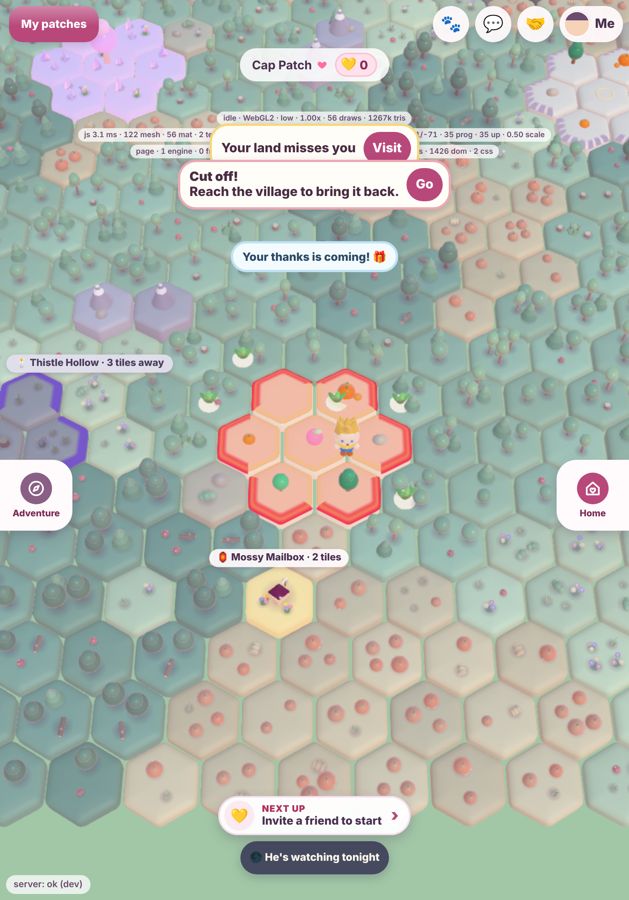 My patches
Me
Cap Patch
0
idle · WebGL2 · low · 1.00x · 56 draws · 1267k tris
js 3.1 ms · 122 mesh · 56 mat · 2 te
/-71 · 35 prog · 35 up · 0.50 scale
page · 1 engine · 0 f
s · 1426 dom · 2 css
Your land misses you
Visit
Cut off!
Reach the village to bring it back.
Go
Your thanks is coming!
Thistle Hollow · 3 tiles away
Adventure
Home
Mossy Mailbox · 2 tiles
NEXT UP
Invite a friend to start
He's watching tonight
server: ok (dev)